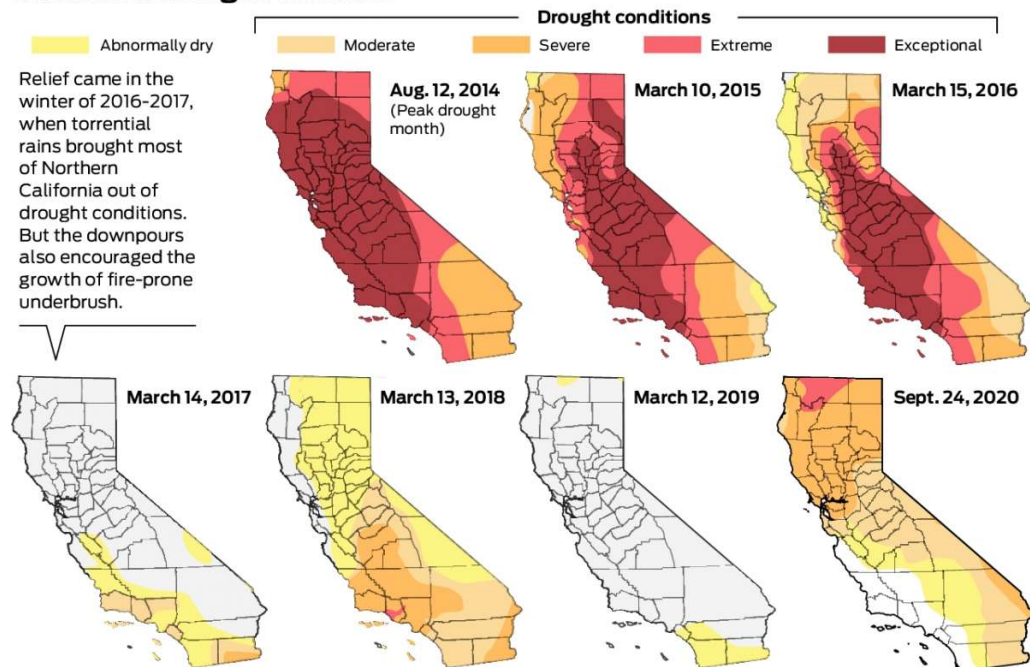 Drought conditions
Abnormally dry
Moderate
Severe
Extreme
Exceptional
Relief came in the
winter of 2016-2017,
when torrential
rains brought most
of Northern
California out of
drought conditions.
But the downpours
also encouraged the
growth of fire-prone
underbrush.
Aug. 12, 2014
(Peak drought
month)
March 10, 2015
March 15, 2016
March 14, 2017
March 13, 2018
March 12, 2019
Sept. 24, 2020